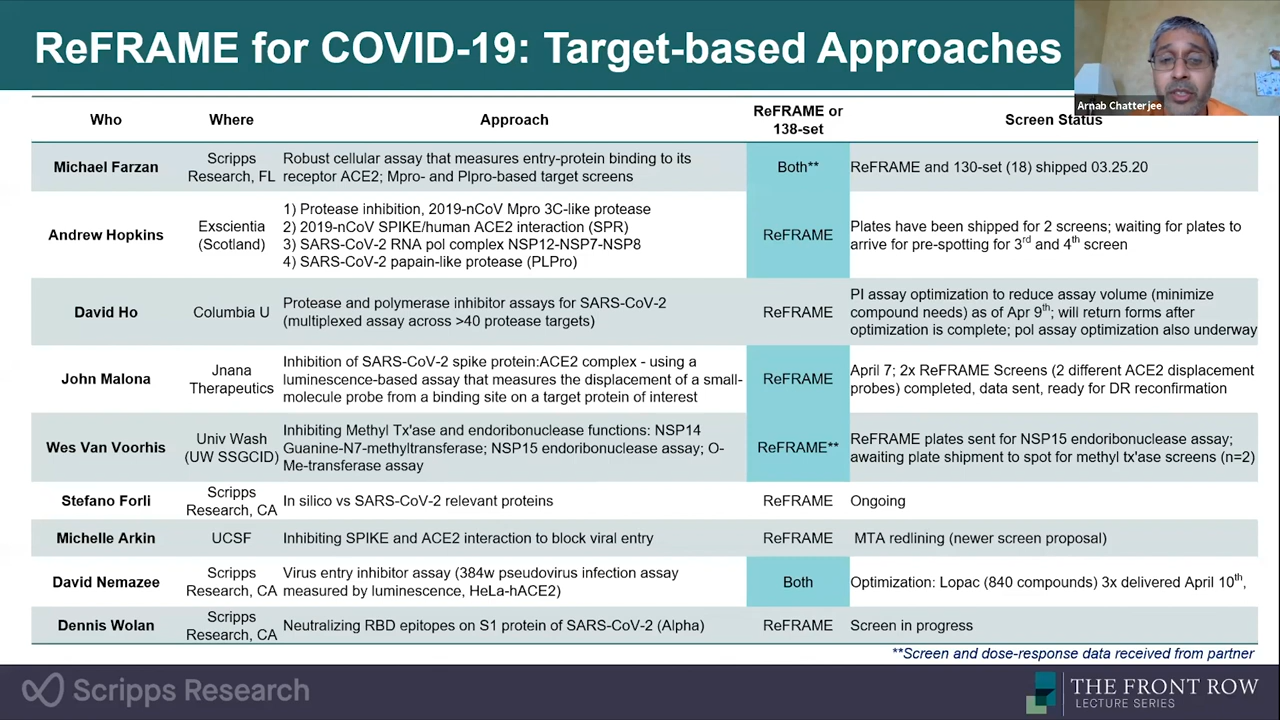 ReFRAME for COVID-19: Target-based Approaches
Arnab Chatterjee
Who Where Approach ReFRAME or 138-set Screen Status
Michael Farzan
Scripps
Research, FL
Robust cellular assay that measures entry-protein binding to its
receptor ACE2; Mpro- and Plpro-based target screens
Both**
ReFRAME and 130-set (18) shipped 03.25.20
Andrew Hopkins
Exscientia
(Scotland)
1) Protease inhibition, 2019-nCoV Mpro 3C-like protease
2) 2019-nCoV SPIKE/human ACE2 interaction (SPR)
3) SARS-CoV-2 RNA pol complex NSP12-NSP7-NSP8
4) SARS-CoV-2 papain-like protease (PLPro)
ReFRAME
Plates have been shipped for 2 screens; waiting for plates to
arrive for pre-spotting for 3rd and 4th screen
David Ho
Columbia U
Protease and polymerase inhibitor assays for SARS-CoV-2
(multiplexed assay across >40 protease targets)
ReFRAME
PI assay optimization to reduce assay volume (minimize
compound needs) as of Apr 9th; will return forms after
optimization is complete; pol assay optimization also underway
John Malona
Jnana
Therapeutics
Inhibition of SARS-CoV-2 spike protein:ACE2 complex - using a
luminescence-based assay that measures the displacement of a small-
molecule probe from a binding site on a target protein of interest
ReFRAME
April 7; 2x ReFRAME Screens (2 different ACE2 displacement
probes) completed, data sent, ready for DR reconfirmation
Wes Van Voorhis
Univ Wash
(UW SSGCID)
Inhibiting Methyl Tx'ase and endoribonuclease functions: NSP14
Guanine-N7-methyltransferase; NSP15 endoribonuclease assay; O-
Me-transferase assay
ReFRAME**
ReFRAME plates sent for NSP15 endoribonuclease assay;
awaiting plate shipment to spot for methyl tx'ase screens (n=2)
Stefano Forli
Scripps
Research, CA
In silico vs SARS-CoV-2 relevant proteins
ReFRAME
Ongoing
Michelle Arkin
UCSF
Inhibiting SPIKE and ACE2 interaction to block viral entry
ReFRAME
MTA redlining (newer screen proposal)
David Nemazee
Scripps
Research, CA
Virus entry inhibitor assay (384w pseudovirus infection assay
measured by luminescence, HeLa-hACE2)
Both
Optimization: Lopac (840 compounds) 3x delivered April 10th,
Dennis Wolan
Scripps
Research, CA
Neutralizing RBD epitopes on S1 protein of SARS-CoV-2 (Alpha)
ReFRAME
Screen in progress
**Screen and dose-response data received from partner
Scripps Research
THE FRONT ROW
LECTURE SERIES